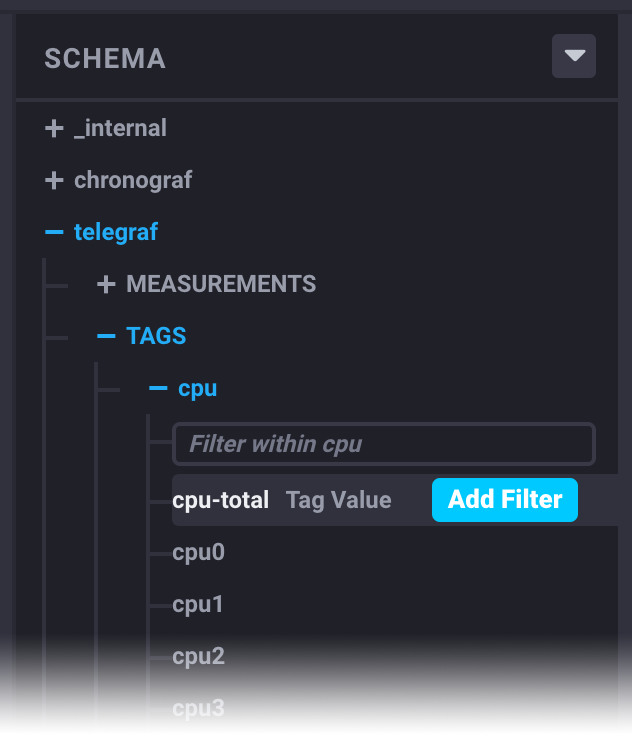 SCHEMA
_internal
chronograf
telegraf
MEASUREMENTS
TAGS
cpu
Filter within cpu
cpu-total Tag Value Add Filter
cpu0
cpu1
cpu2
cpu3